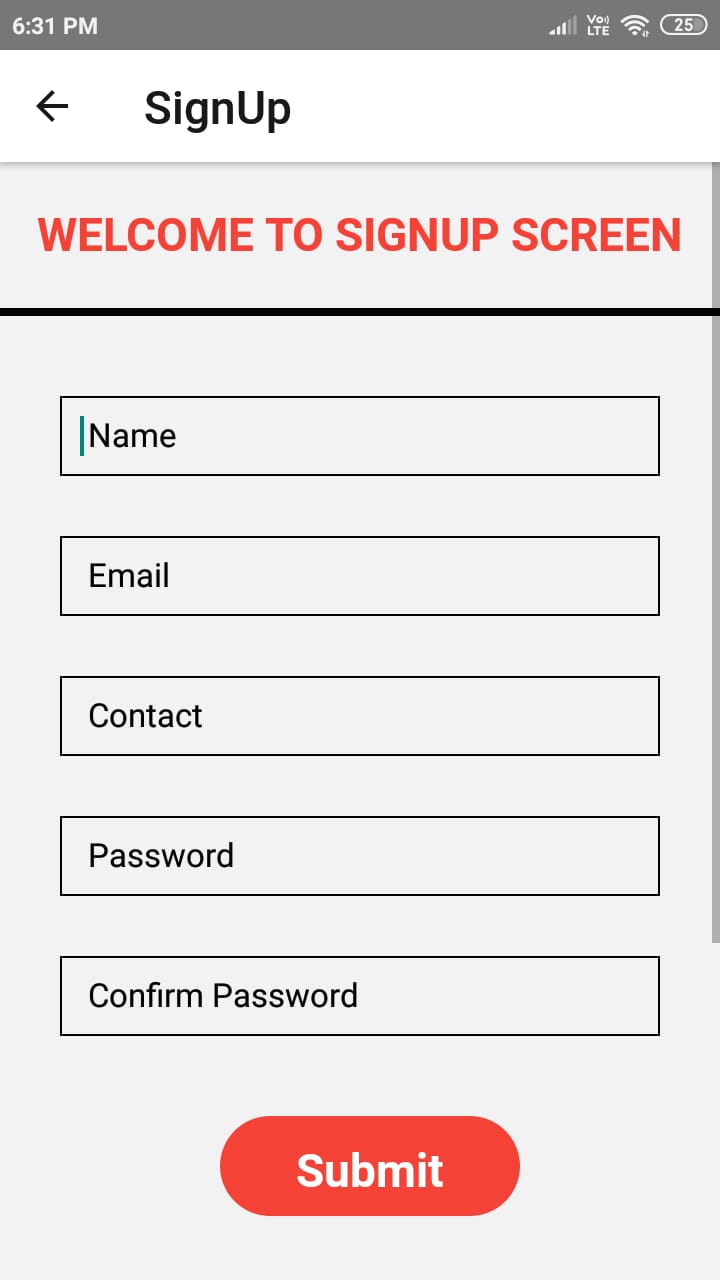 6:31 PM Vo)) LTE 25
SignUp
WELCOME TO SIGNUP SCREEN
Name
Email
Contact
Password
Confirm Password
Submit